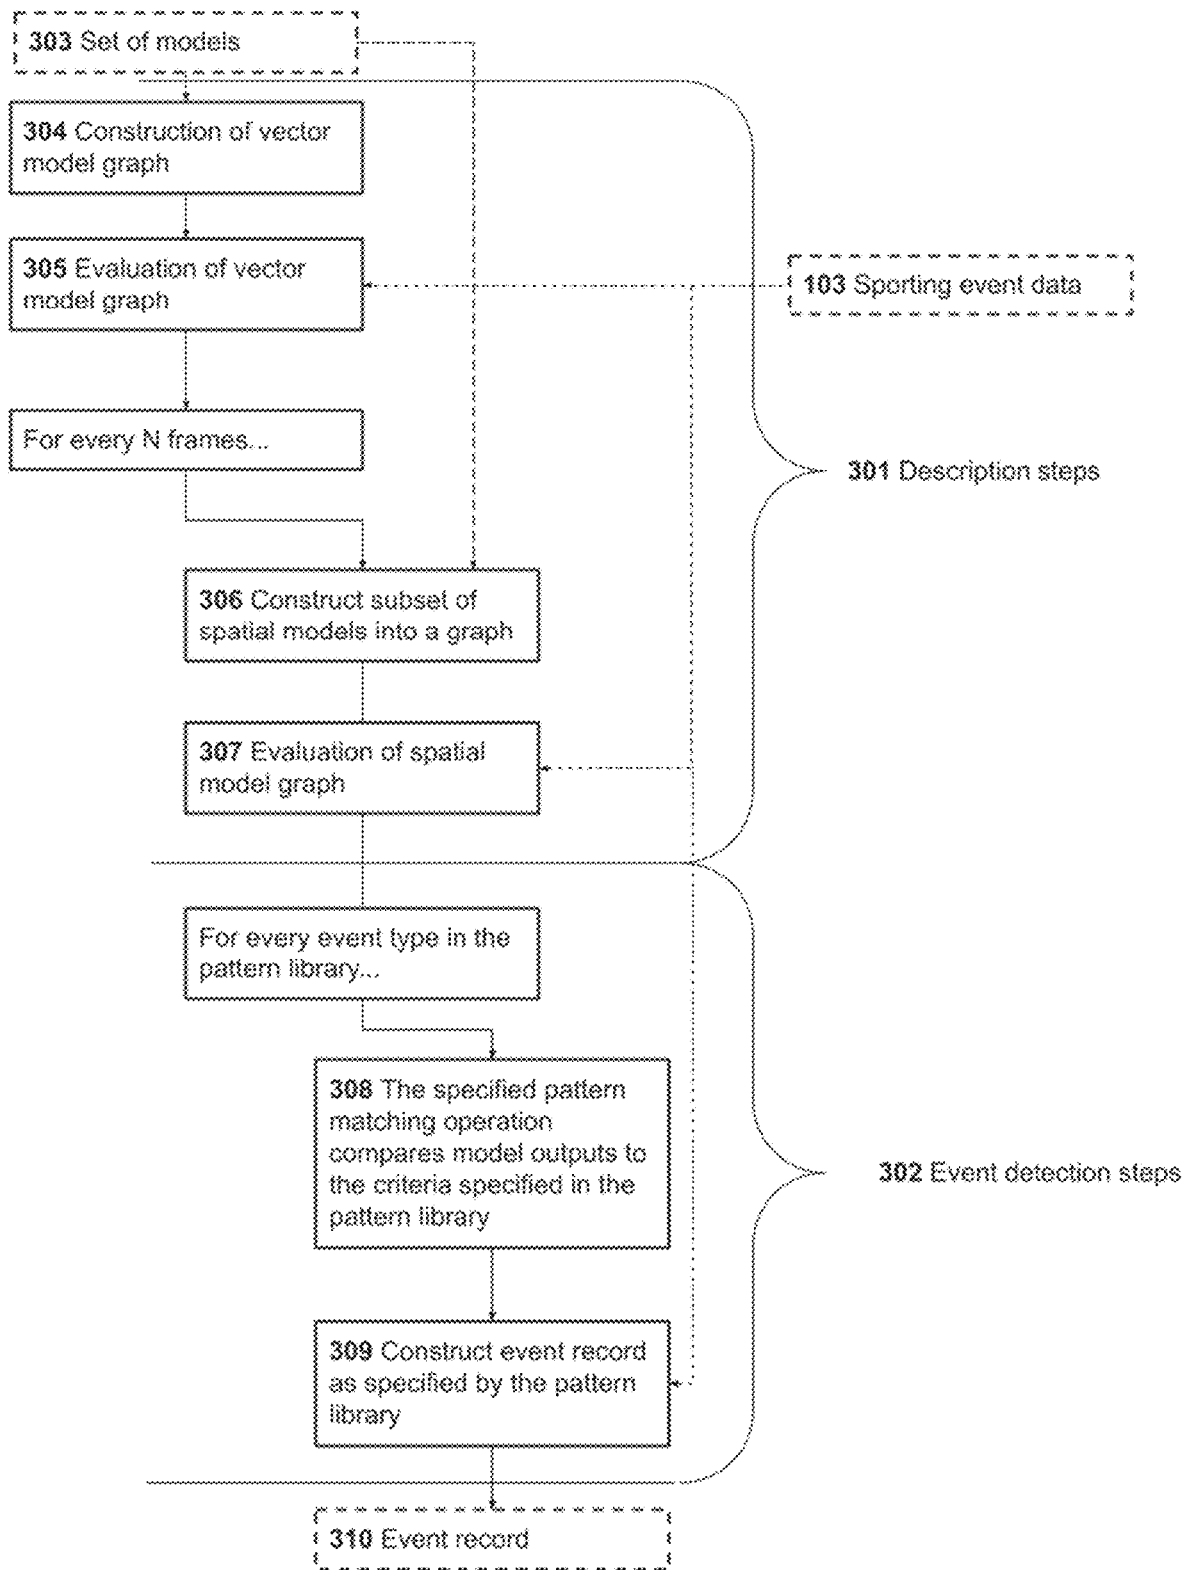 303 Set of models
304 Construction of vector
model graph
305 Evaluation of vector
model graph
103 Sporting event data
For every N frames...
301 Description steps
306 Construct subset of
spatial models into a graph
307 Evaluation of spatial
model graph
For every event type in the
pattern library...
308 The specified pattern
matching operation
compares model outputs to
the criteria specified in the
pattern library
302 Event detection steps
309 Construct event record
as specified by the pattern
library
310 Event record